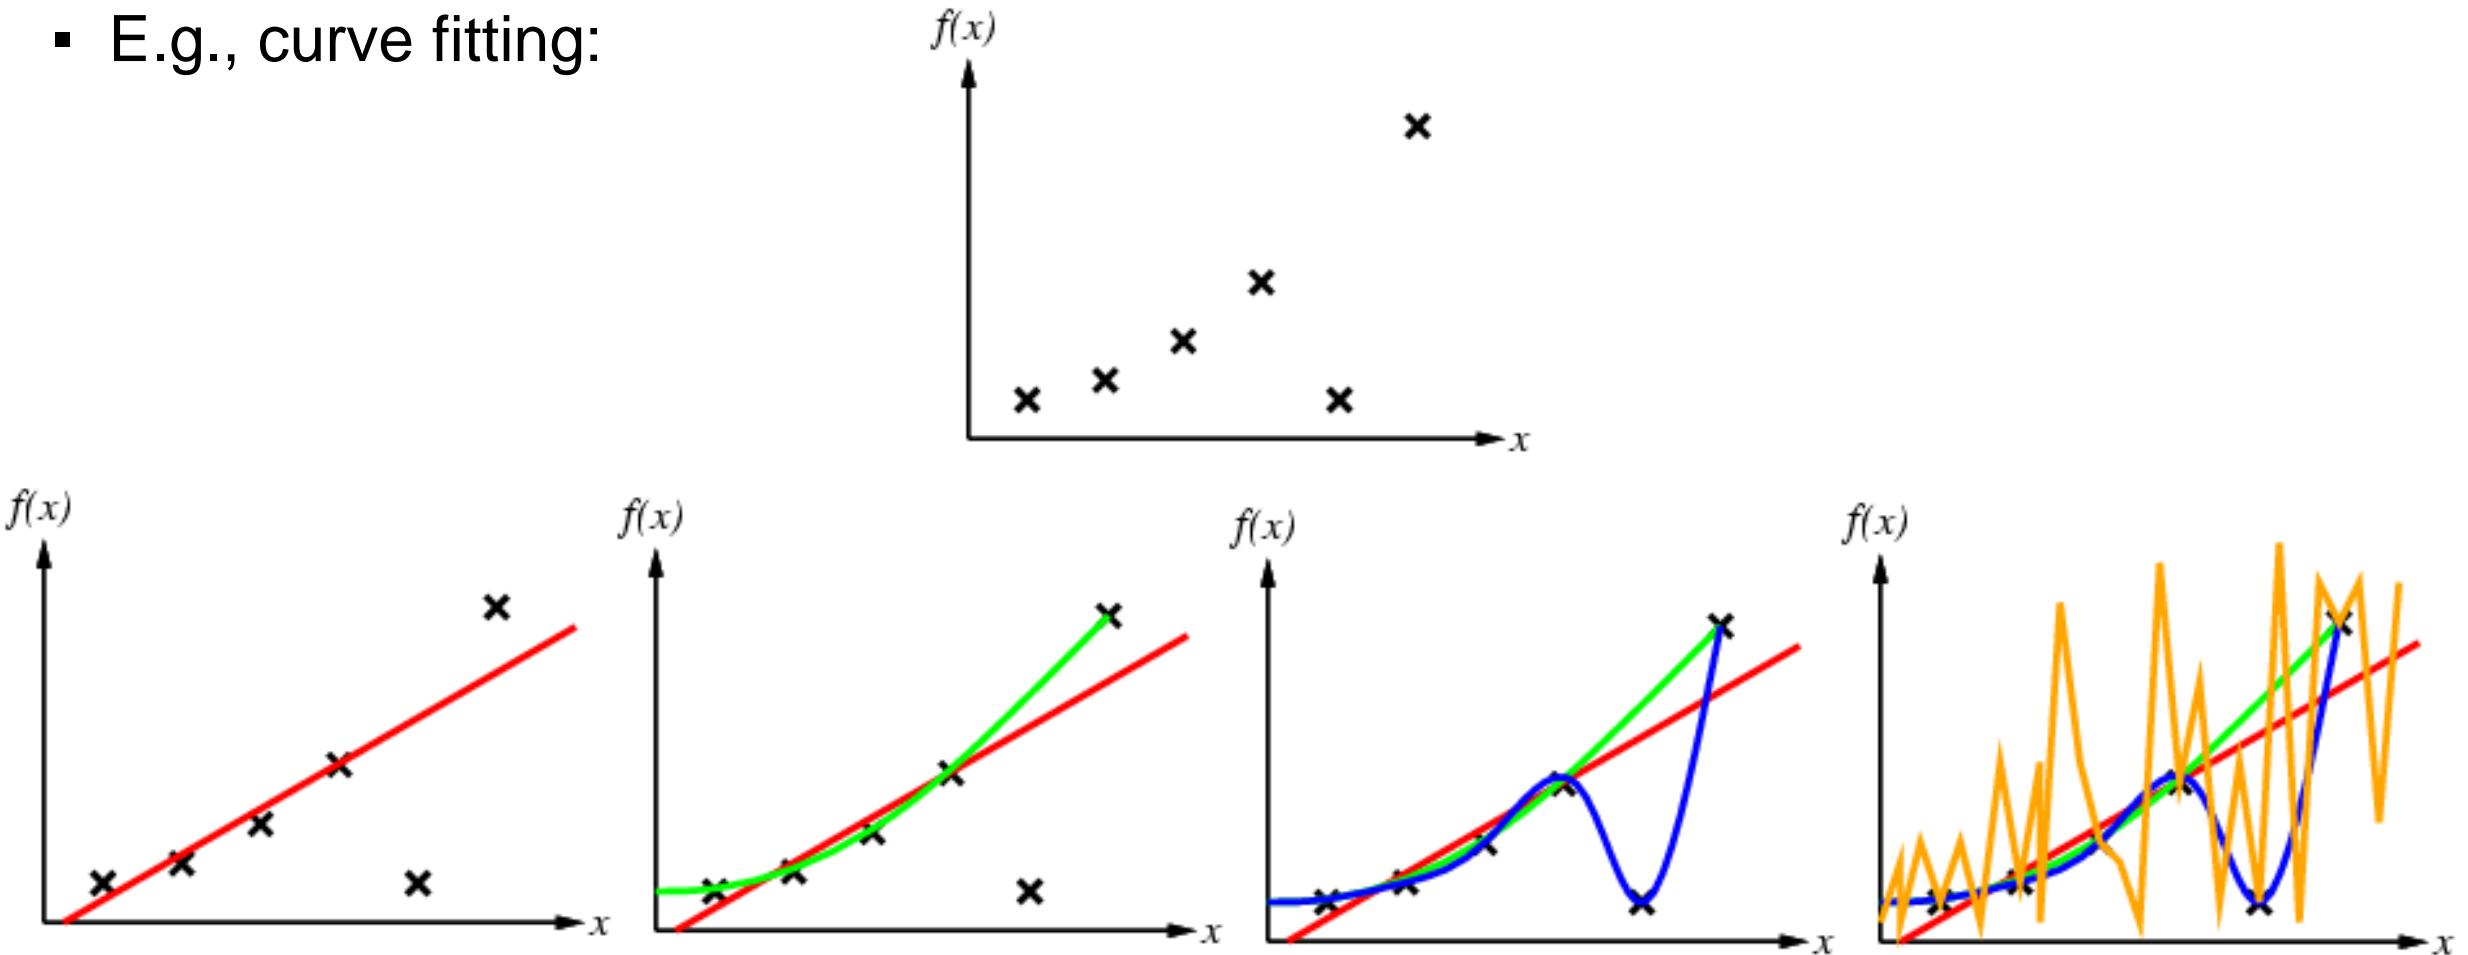 ▪ E.g., curve fitting:
f(x)
x
f(x)
x
f(x)
x
f(x)
x
f(x)
x